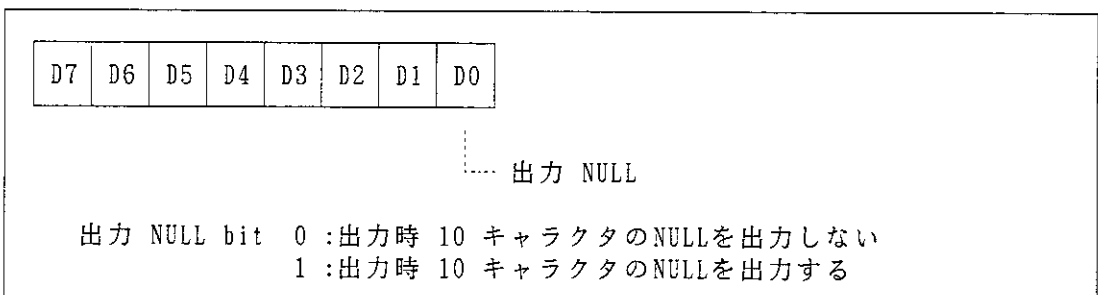 D7 D6 D5 D4 D3 D2 D1 D0
出力 NULL
出力 NULL bit 0 :出力時 10 キャラクタのNULLを出力しない
1 :出力時 10 キャラクタのNULLを出力する